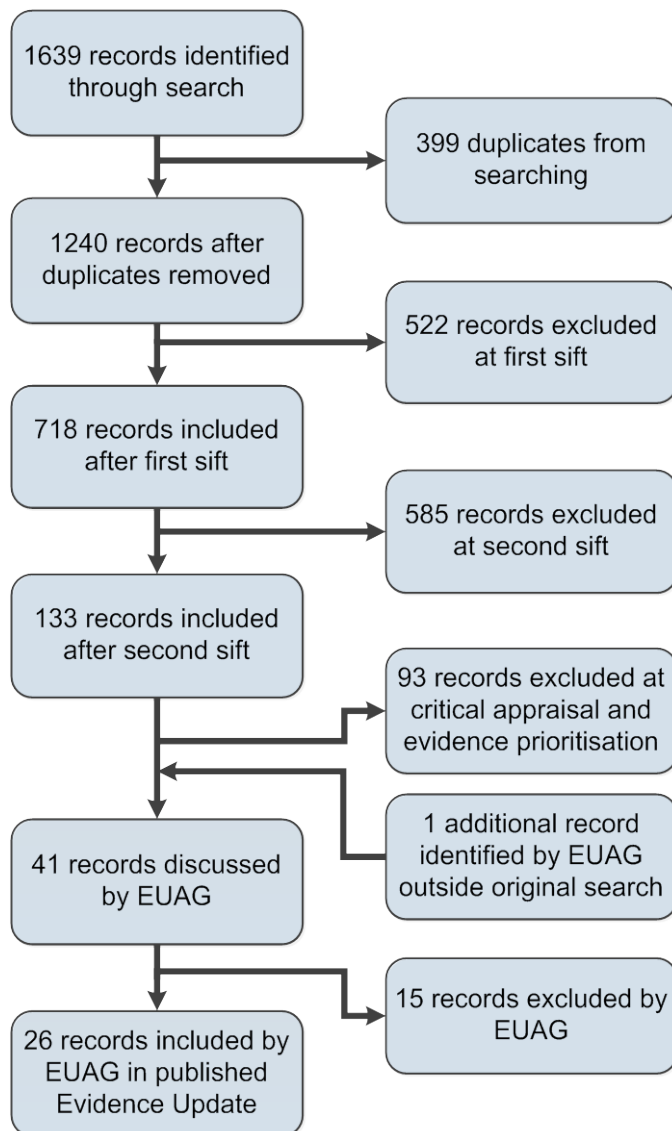 1639 records identified
through search
399 duplicates from
searching
1240 records after
duplicates removed
522 records excluded
at first sift
718 records included
after first sift
585 records excluded
at second sift
133 records included
after second sift
93 records excluded at
critical appraisal and
evidence prioritisation
1 additional record
identified by EUAG
outside original search
41 records discussed
by EUAG
15 records excluded by
EUAG
26 records included by
EUAG in published
Evidence Update